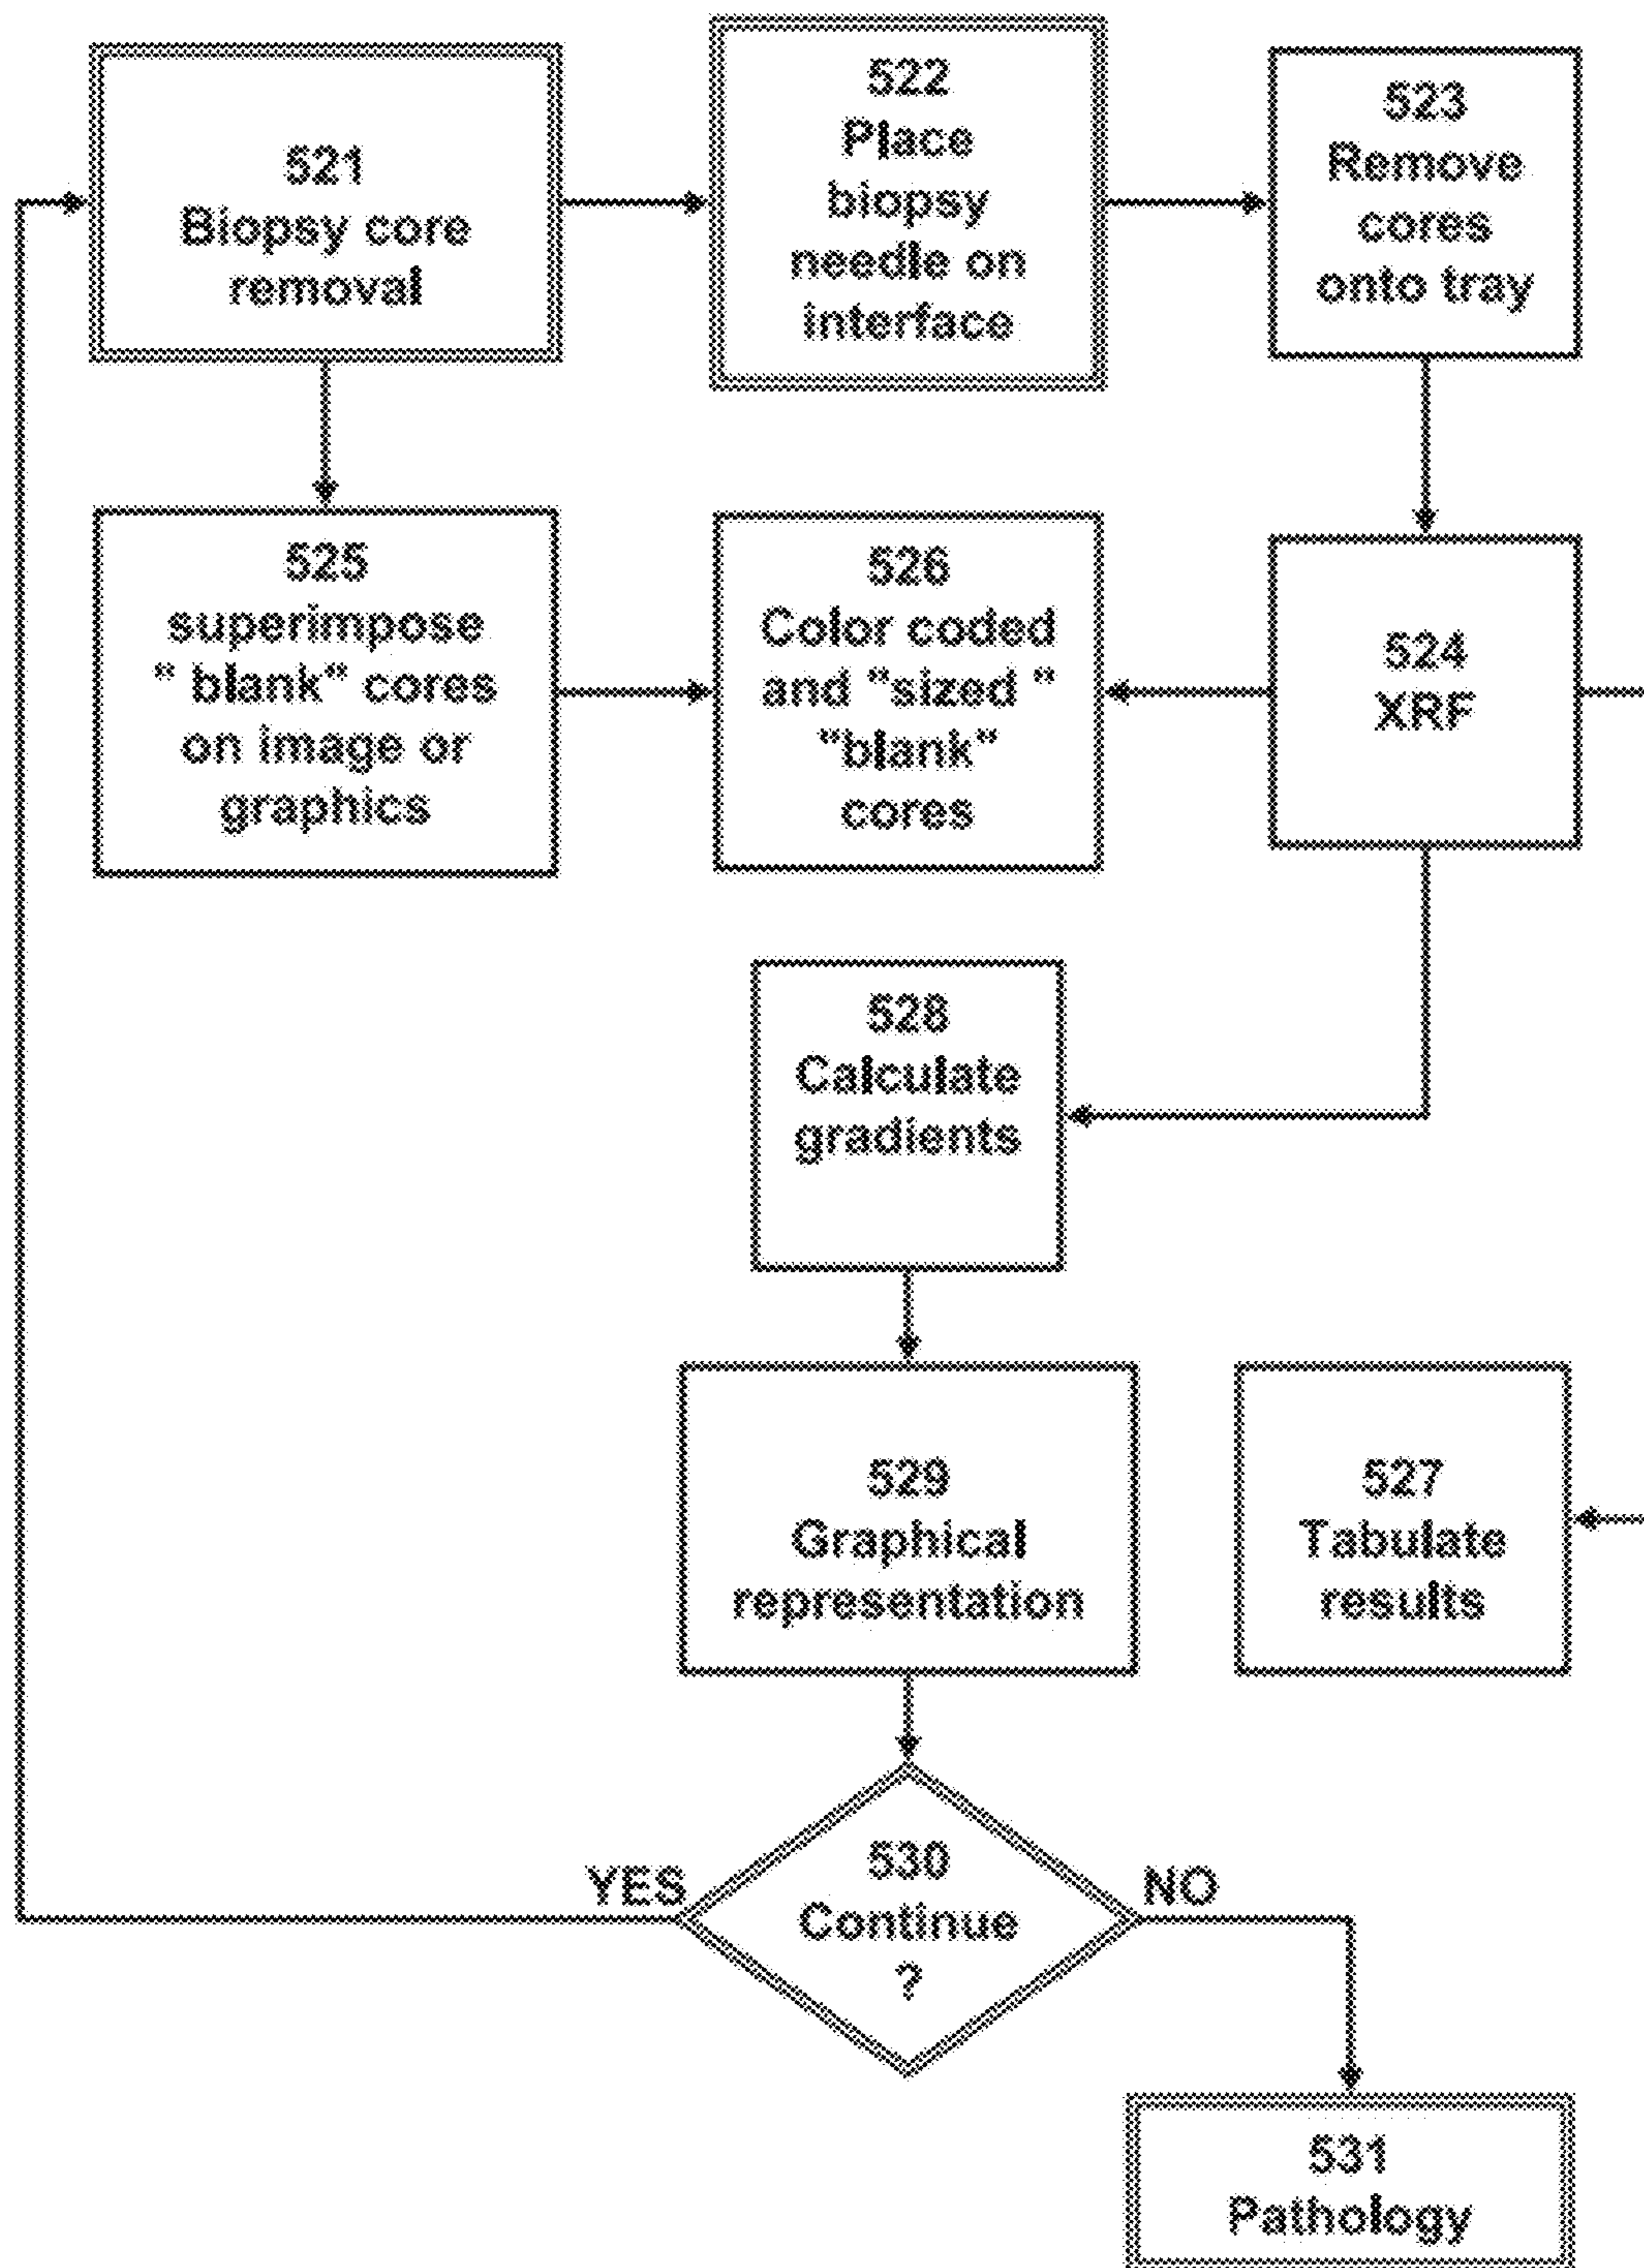 521
Biopsy core
removal
522
Place
biopsy
needle on
interface
523
Remove
cores
onto tray
525
superimpose
" blank" cores
on image or
graphics
526
Color coded
and "sized "
"blank"
cores
524
XRF
528
Calculate
gradients
529
Graphical
representation
527
Tabulate
results
530
Continue
?
YES
NO
531
Pathology